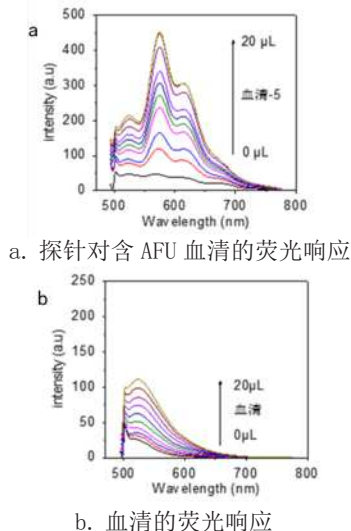 a
500
400
300
200
100
0
20 μL
血清-5
0 μL
intensity (a.u)
500 600 700 800
Wavelength (nm)
a. 探针对含 AFU 血清的荧光响应
b
250
200
150
100
50
0
20μL
血清
0μL
intensity (a.u)
500 600 700 800
Wavelength (nm)
b. 血清的荧光响应